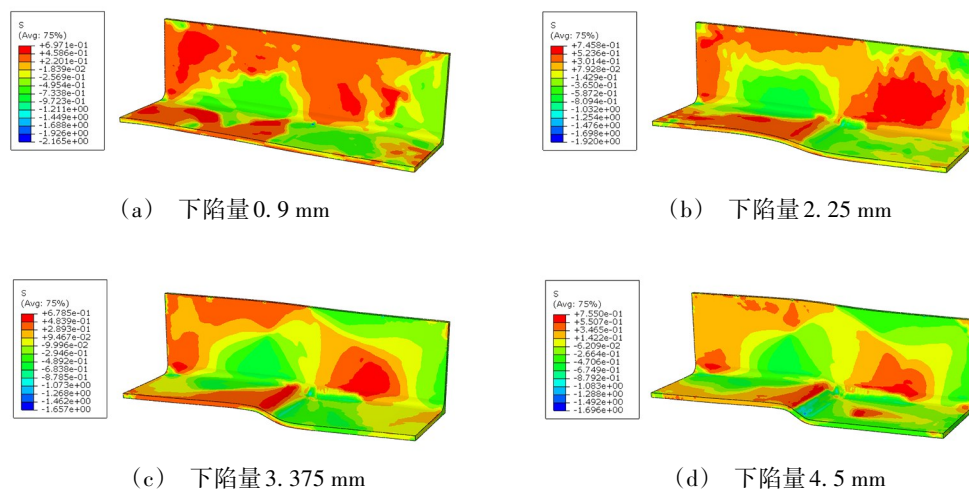 S
(Avg: 75%)
+6.971e-01
+4.586e-01
+2.201e-01
-1.839e-02
-2.569e-01
-4.954e-01
-7.338e-01
-9.723e-01
-1.211e+00
-1.449e+00
-1.688e+00
-1.926e+00
-2.165e+00
(a) 下陷量0. 9 mm
S
(Avg: 75%)
+7.458e-01
+5.236e-01
+3.014e-01
+7.928e-02
-1.429e-01
-3.650e-01
-5.872e-01
-8.094e-01
-1.032e+00
-1.254e+00
-1.476e+00
-1.698e+00
-1.920e+00
(b) 下陷量2. 25 mm
S
(Avg: 75%)
+6.785e-01
+4.839e-01
+2.893e-01
+9.467e-02
-9.996e-02
-2.946e-01
-4.892e-01
-6.838e-01
-8.785e-01
-1.073e+00
-1.268e+00
-1.462e+00
-1.657e+00
(c) 下陷量3. 375 mm
S
(Avg: 75%)
+7.550e-01
+5.507e-01
+3.465e-01
+1.422e-01
-6.209e-02
-2.664e-01
-4.706e-01
-6.749e-01
-8.792e-01
-1.083e+00
-1.288e+00
-1.492e+00
-1.696e+00
(d) 下陷量4. 5 mm